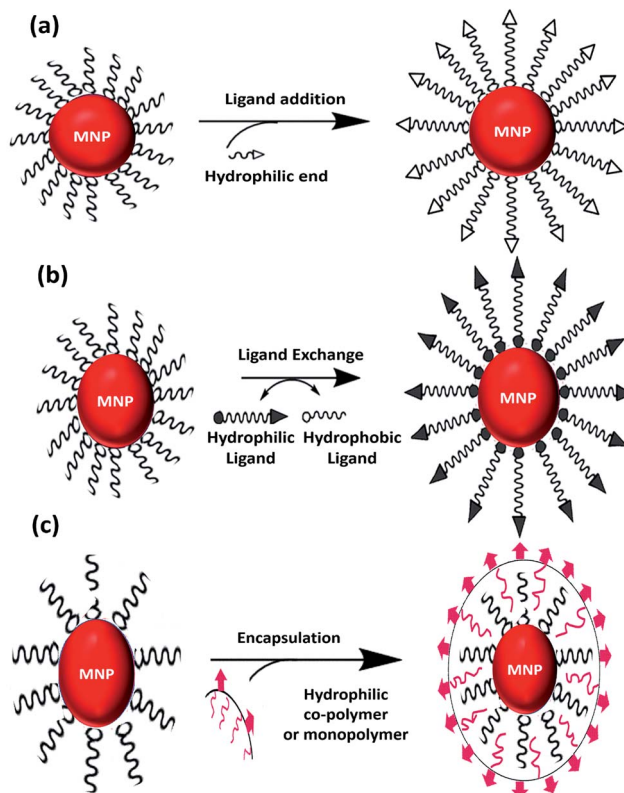 (a)
MNP
Ligand addition
Hydrophilic end
MNP
(b)
MNP
Ligand Exchange
Hydrophilic
Ligand
Hydrophobic
Ligand
MNP
(c)
MNP
Encapsulation
Hydrophilic
co-polymer
or monopolymer
MNP